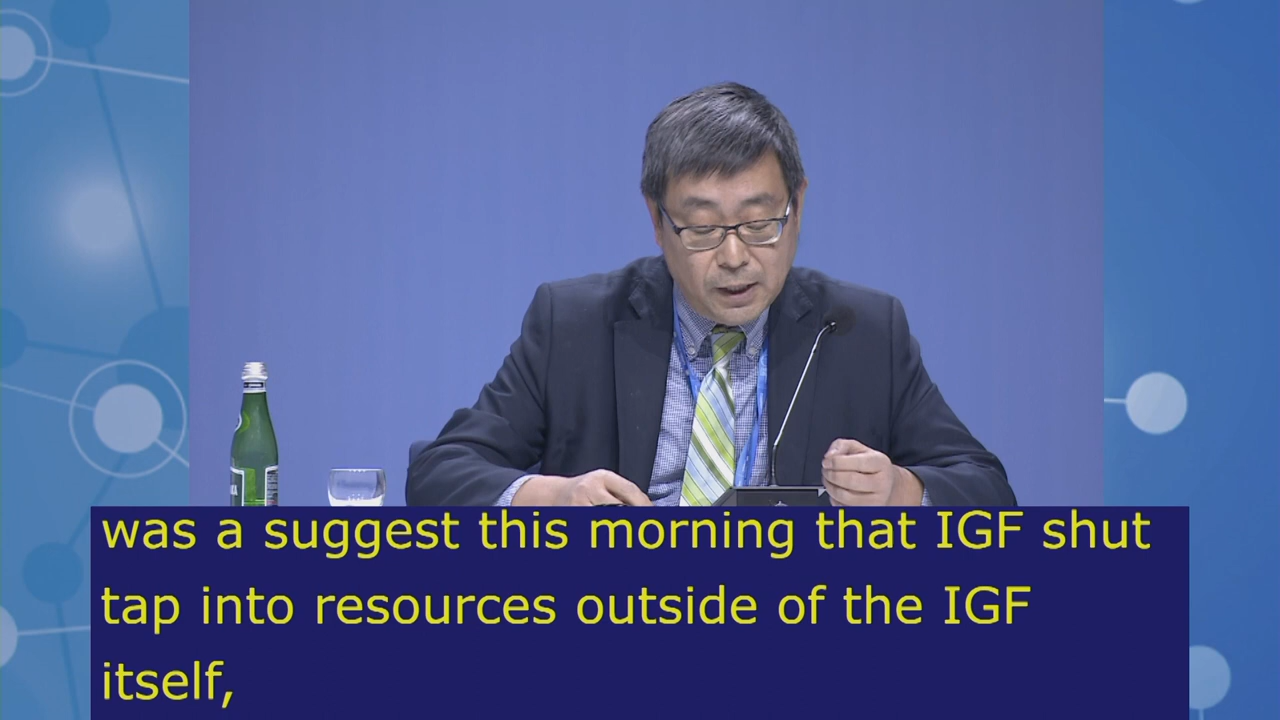 was a suggest this morning that IGF shut
tap into resources outside of the IGF
itself,